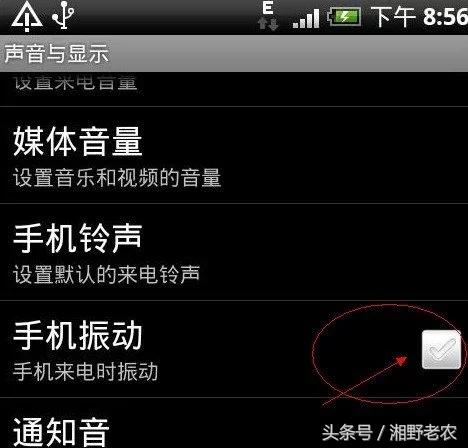 E 下午 8:56
声音与显示
设置来电音量
媒体音量
设置音乐和视频的音量
手机铃声
设置默认的来电铃声
手机振动
手机来电时振动
通知音
头条号 / 湘野老农